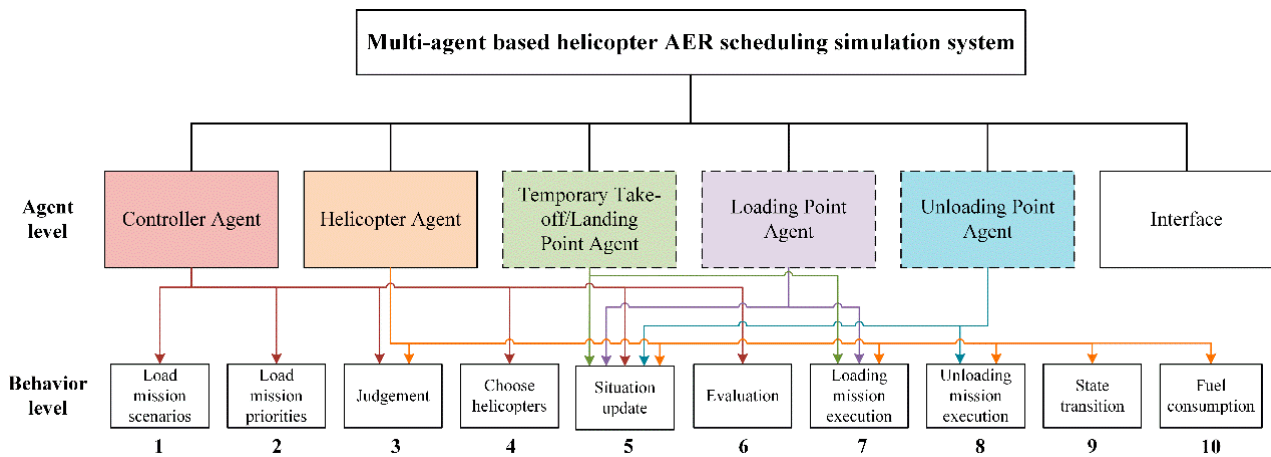 Multi-agent based helicopter AER scheduling simulation system
Agent
level
Controller Agent
Helicopter Agent
Temporary Take-
off/Landing
Point Agent
Loading Point
Agent
Unloading Point
Agent
Interface
Behavior
level
Load
mission
scenarios
Load
mission
priorities
Judgement
Choose
helicopters
Situation
update
Evaluation
Loading
mission
execution
Unloading
mission
execution
State
transition
Fuel
consumption
1
2
3
4
5
6
7
8
9
10